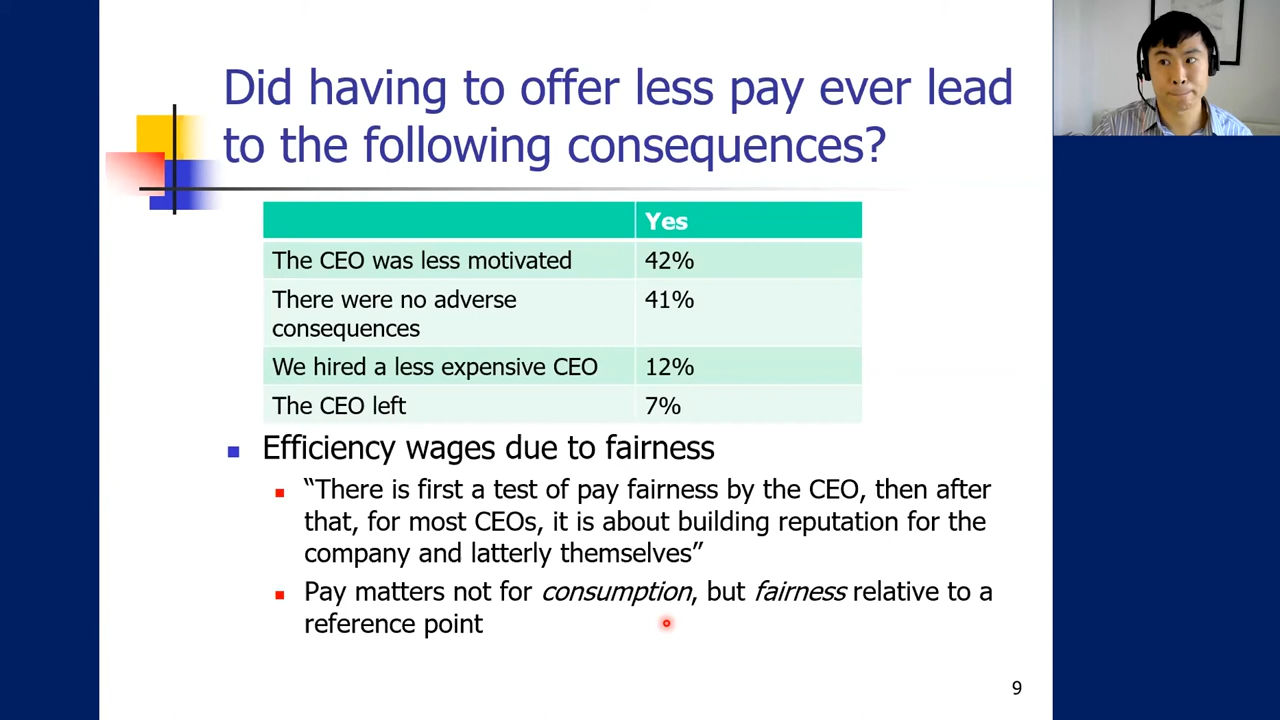 Did having to offer less pay ever lead
to the following consequences?
Yes
The CEO was less motivated 42%
There were no adverse 41%
consequences
We hired a less expensive CEO 12%
The CEO left 7%
Efficiency wages due to fairness
“There is first a test of pay fairness by the CEO, then after
that, for most CEOs, it is about building reputation for the
company and latterly themselves”
Pay matters not for consumption, but fairness relative to a
reference point
9